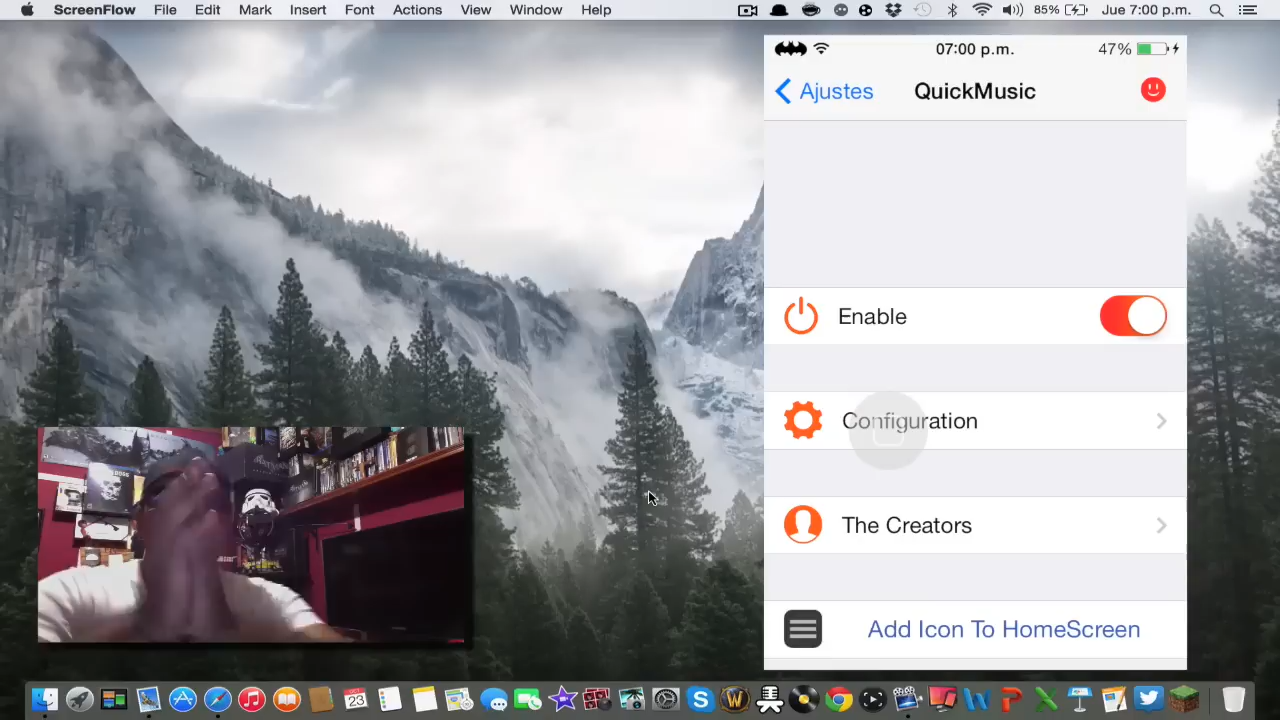 ScreenFlow File Edit Mark Insert Font Actions View Window Help 85% Jue 7:00 p.m.
07:00 p.m. 47%
Ajustes QuickMusic
Enable
Configuration
The Creators
Add Icon To HomeScreen
23